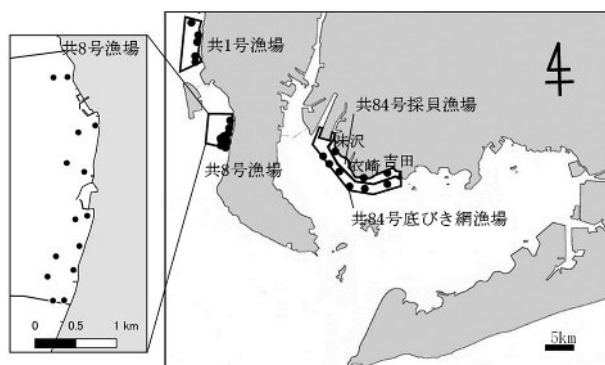 共8号漁場
0 0.5 1 km
共1号漁場
共84号採貝漁場
味沢
衣崎 吉田
共8号漁場
共84号底びき網漁場
5km